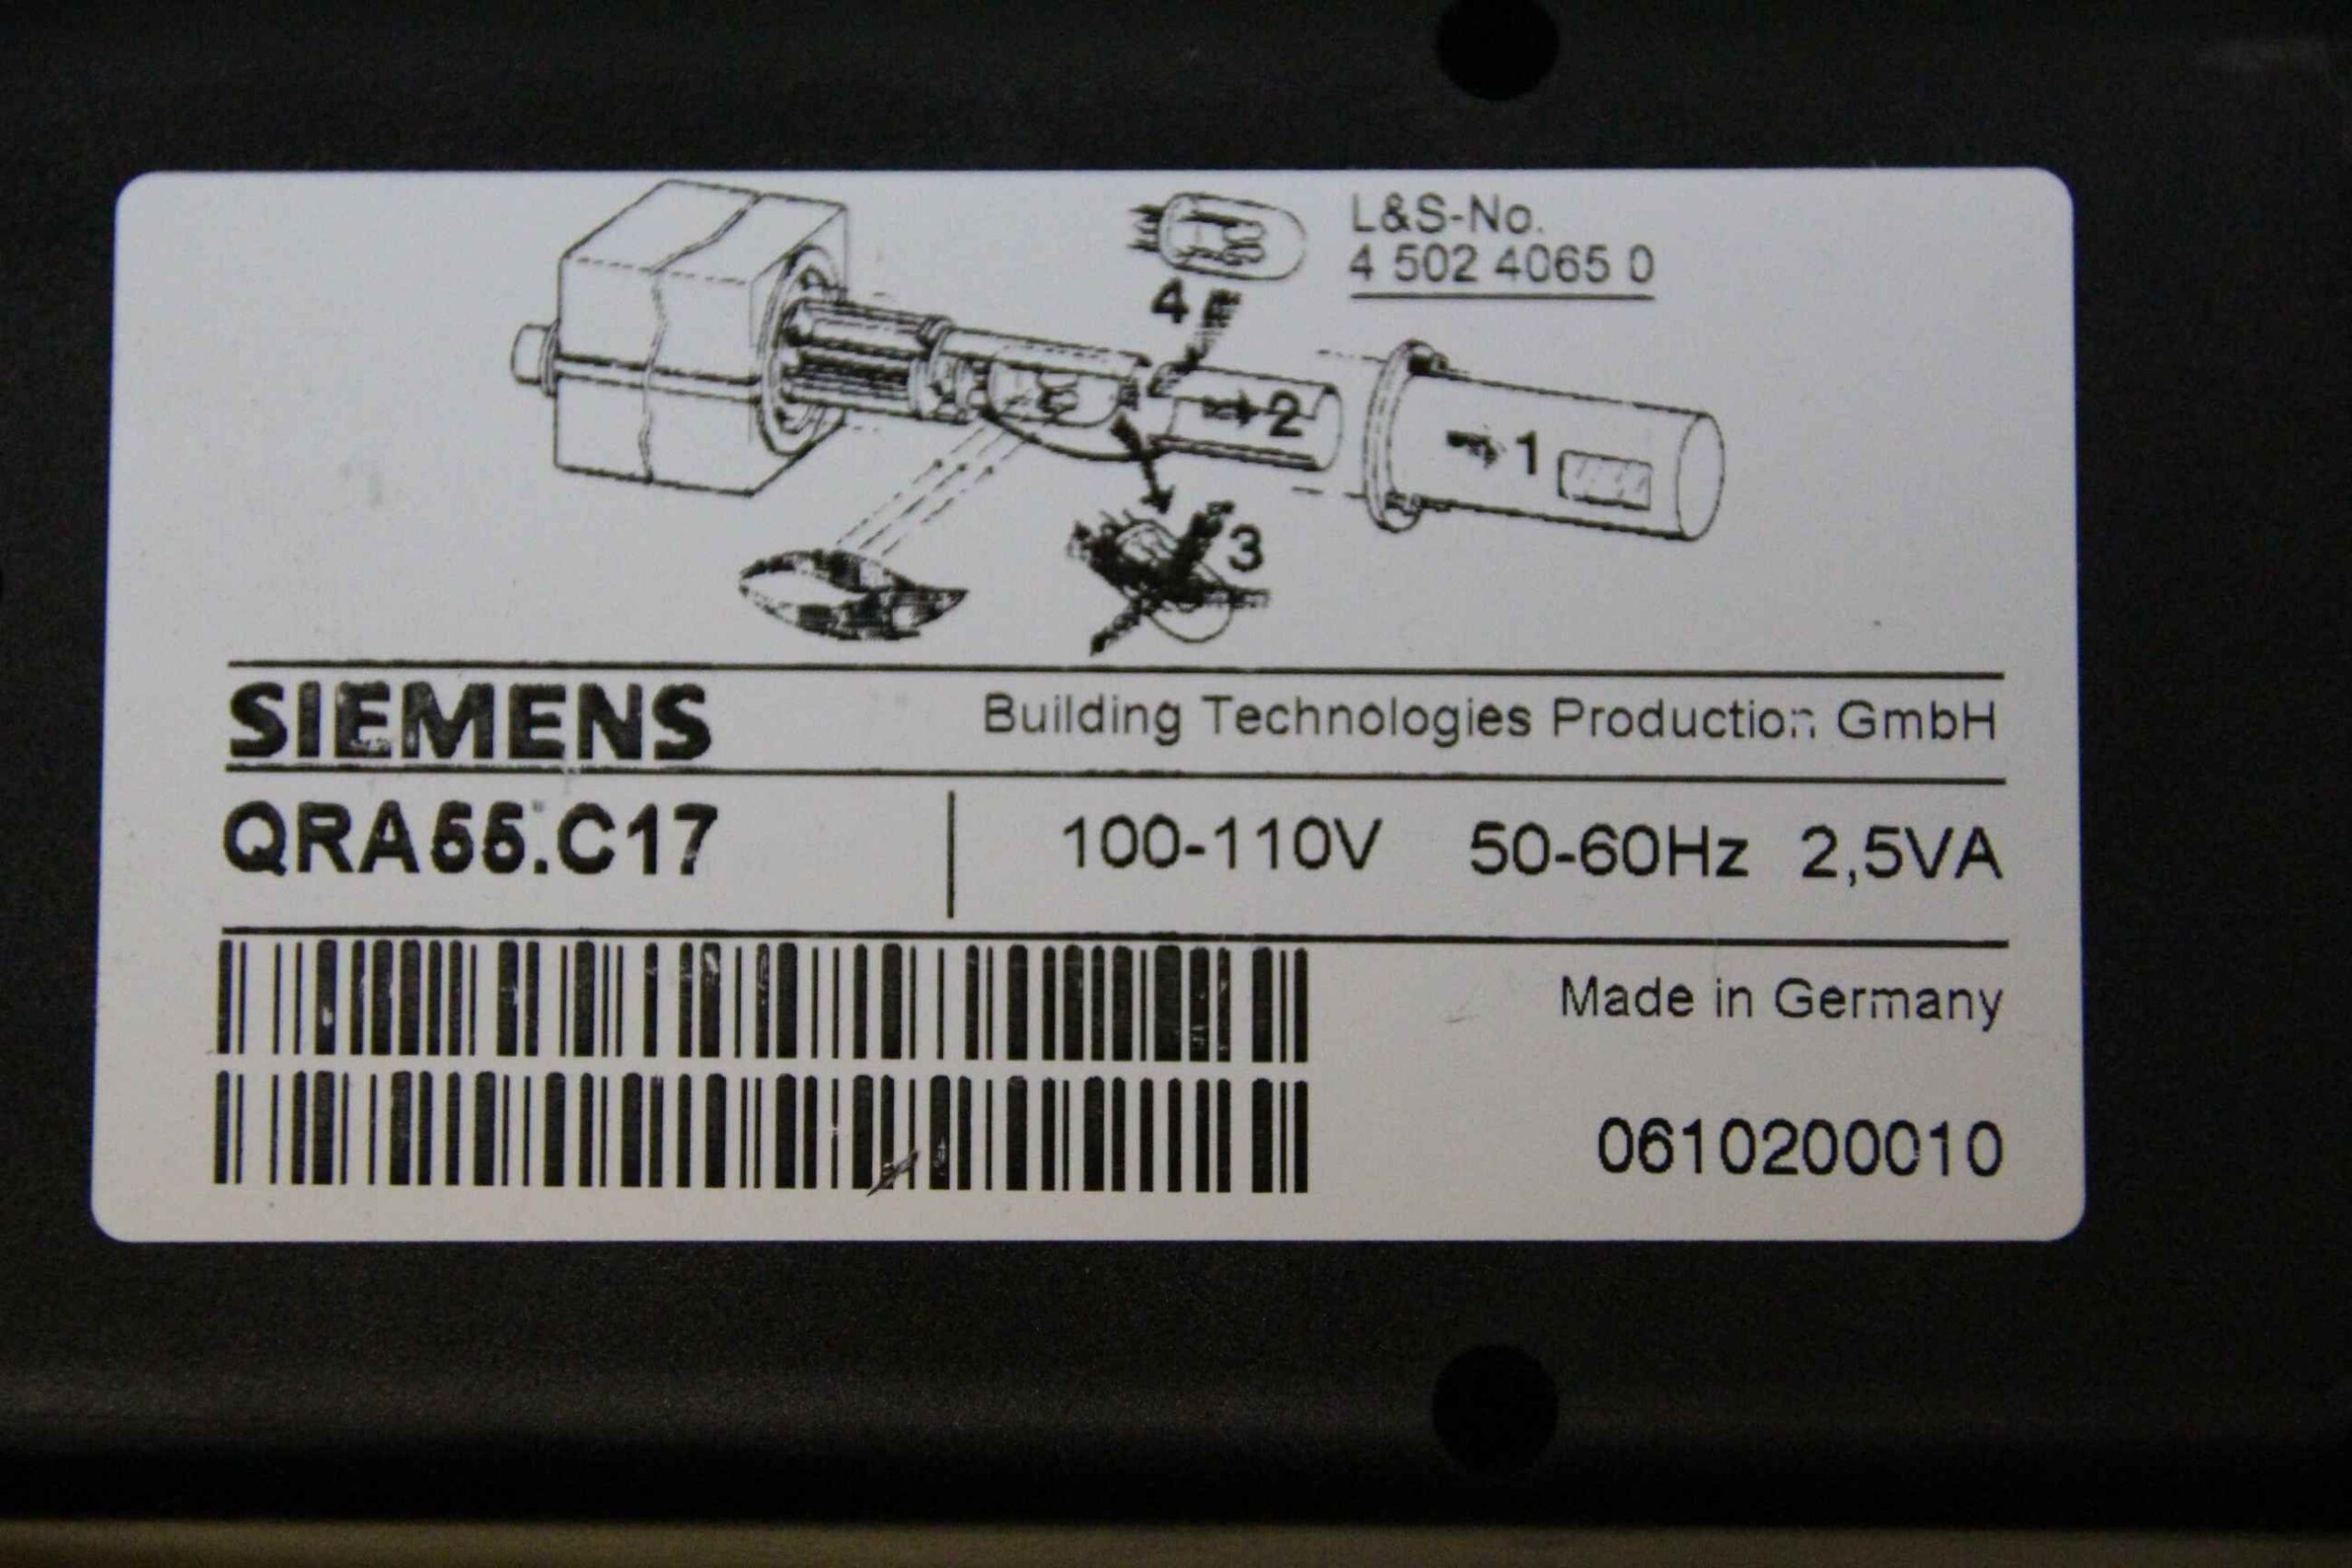 L&S-No.
4 502 4065 0
4
2
1
3
SIEMENS
Building Technologies Production GmbH
QRA55.C17
100-110V 50-60Hz 2,5VA
Made in Germany
0610200010